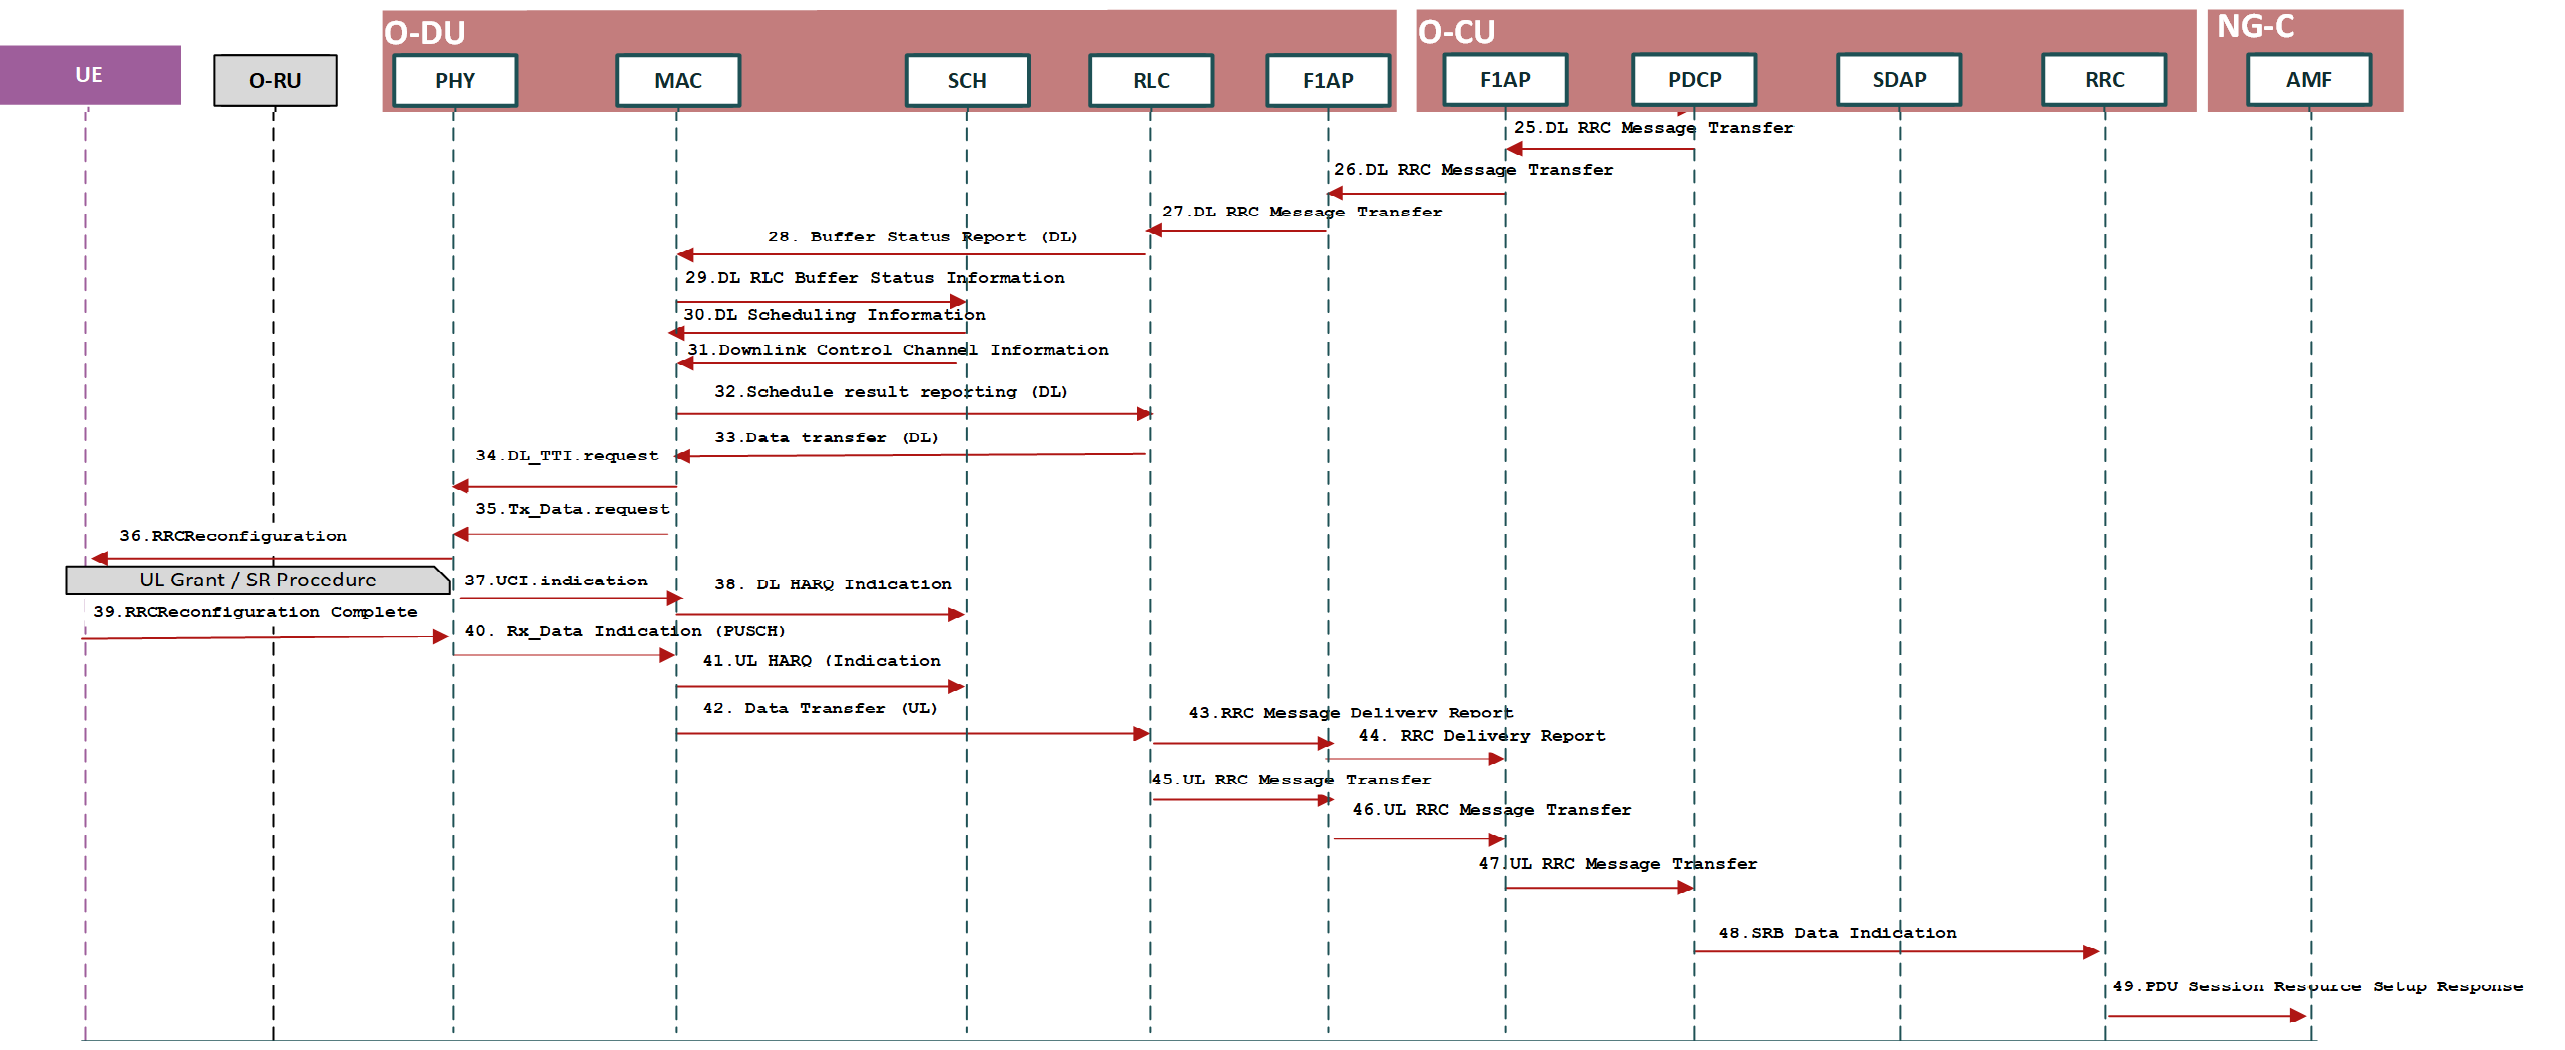 O-DU
O-CU
NG-C
UE
O-RU
PHY
MAC
SCH
RLC
F1AP
F1AP
PDCP
SDAP
RRC
AMF
25.DL RRC Message Transfer
26.DL RRC Message Transfer
27.DL RRC Message Transfer
28. Buffer Status Report (DL)
29.DL RLC Buffer Status Information
30.DL Scheduling Information
31.Downlink Control Channel Information
32.Schedule result reporting (DL)
33.Data transfer (DL)
34.DL_TTI.request
35.Tx_Data.request
36.RRCReconfiguration
UL Grant / SR Procedure
37.UCI.indication
38. DL HARQ Indication
39.RRCReconfiguration Complete
40. Rx_Data Indication (PUSCH)
41.UL HARQ (Indication
42. Data Transfer (UL)
43.RRC Message Delivery Report
44. RRC Delivery Report
45.UL RRC Message Transfer
46.UL RRC Message Transfer
47.UL RRC Message Transfer
48.SRB Data Indication
49.PDU Session Resource Setup Response